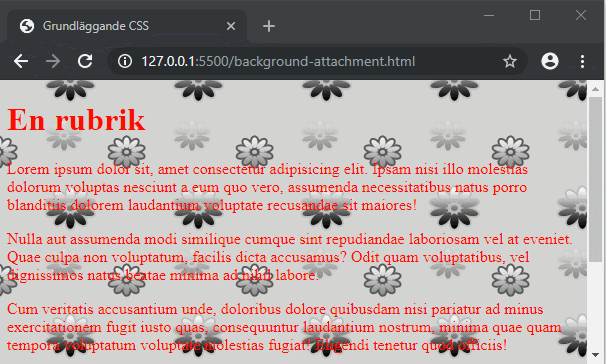 Grundläggande CSS
127.0.0.1:5500/background-attachment.html
En rubrik
Lorem ipsum dolor sit, amet consectetur adipisicing elit. Ipsam nisi illo molestias
dolorum voluptas nesciunt a eum quo vero, assumenda necessitatibus natus porro
blanditiis dolorem laudantium voluptate recusandae sit maiores!
Nulla aut assumenda modi similique cumque sint repudiandae laboriosam vel at eveniet.
Quae culpa non voluptatum, facilis dicta accusamus? Odit quam voluptatibus, vel
dignissimos natus beatae minima ad nihil labore.
Cum veritatis accusantium unde, doloribus dolore quibusdam nisi pariatur ad minus
exercitationem fugit iusto quas, consequuntur laudantium nostrum, minima quae quam
tempora voluptatum voluptate molestias fugiat! Eligendi tenetur quod officiis!